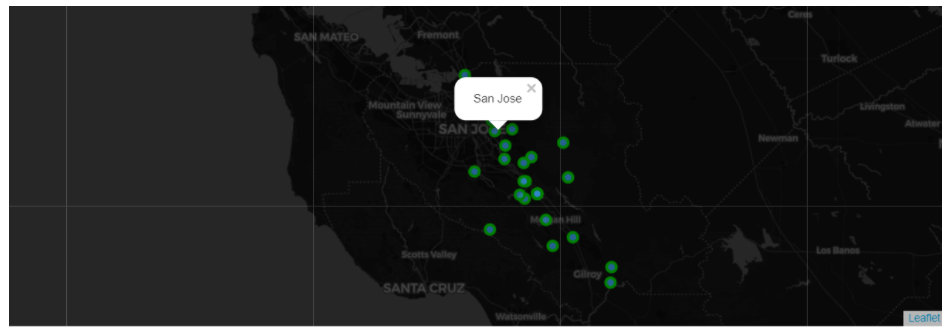 Ceres
SAN MATEO
Fremont
Turlock
×
San Jose
Mountain View
Sunnyvale
Livingston
Atwater
SAN JO
Newman
Morgan Hill
Los Banos
Scotts Valley
Gilroy
SANTA CRUZ
Watsonville
Leaflet